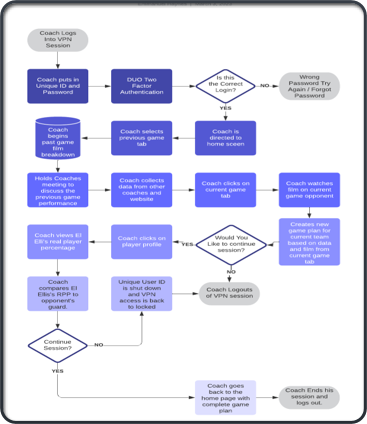 Coach Logs
Into VPN
Session
Coach puts in
Unique ID and
Password
DUO Two
Factor
Authentication
Is this
the Correct
Login?
NO
Wrong
Password Try
Again / Forgot
Password
YES
Coach
begins
past game
film
breakdown
Coach selects
previous game
tab
Coach is
directed to
home sceen
Holds Coaches
meeting to
discuss the
previous game
performance
Coach collects
data from other
coaches and
website
Coach clicks on
current game
tab
Coach watches
film on current
game opponent
Coach views El
Elli's real player
percentage
Coach clicks on
player profile
YES
Would You
Like to continue
session?
Creates new
game plan for
current team
based on data
and film from
current game
tab
NO
Coach
compares El
Ellis's RPP to
opponent's
guard
Unique User ID
is shut down and
VPN
access is back
to locked
Coach Logouts
of VPN session
Continue
Session?
NO
YES
Coach goes
back to the
home page with
complete game
plan
Coach Ends his
session and
logs out.